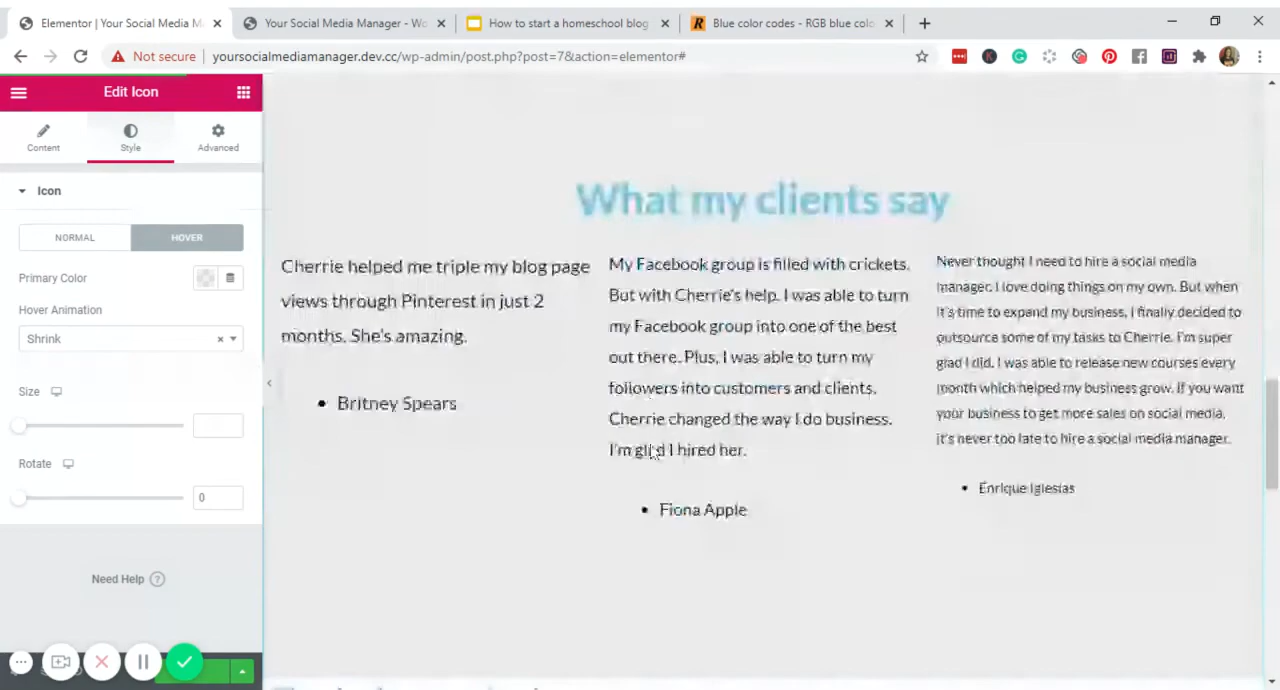 Elementor | Your Social Media M
Your Social Media Manager - Wo
How to start a homeschool blog
Blue color codes - RGB blue colo
Not secure
yoursocialmediamanager.dev.cc/wp-admin/post.php?post=7&action=elementor#
Edit Icon
Content
Style
Advanced
Icon
NORMAL
HOVER
Primary Color
Hover Animation
Shrink
Size
Rotate
0
Need Help
What my clients say
Cherrie helped me triple my blog page
views through Pinterest in just 2
months. She's amazing.
Britney Spears
My Facebook group is filled with crickets.
But with Cherrie's help. I was able to turn
my Facebook group into one of the best
out there. Plus, I was able to turn my
followers into customers and clients.
Cherrie changed the way I do business.
I'm glad I hired her.
Fiona Apple
Never thought I need to hire a social media
manager. I love doing things on my own. But when
it's time to expand my business, I finally decided to
outsource some of my tasks to Cherrie. I'm super
glad I did. I was able to release new courses every
month which helped my business grow. If you want
your business to get more sales on social media,
it's never too late to hire a social media manager.
Enrique Iglesias